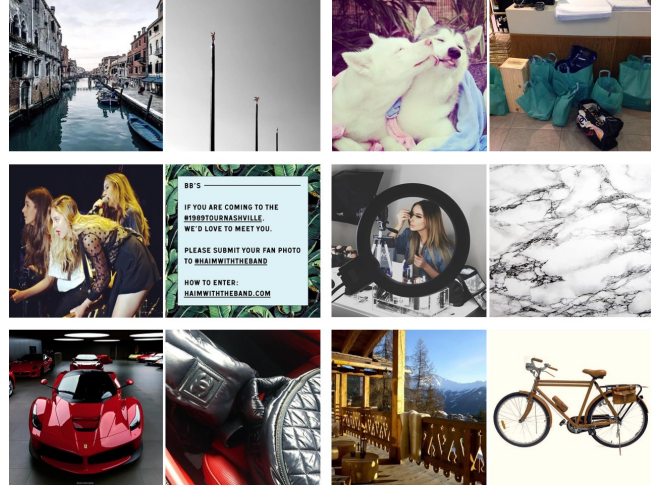 BB'S
IF YOU ARE COMING TO THE
#1989TOURNASHVILLE.
WE'D LOVE TO MEET YOU.
PLEASE SUBMIT YOUR FAN PHOTO
TO #HAIMWITHTHEBAND
HOW TO ENTER:
HAIMWITHTHEBAND.COM